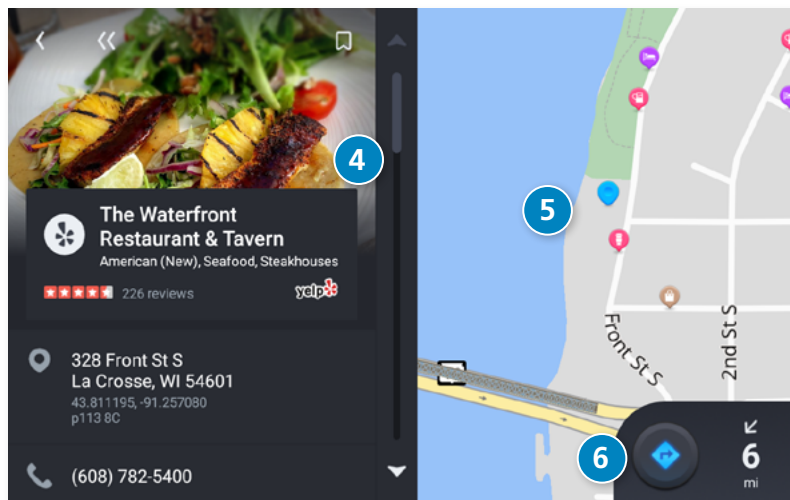 4
The Waterfront
Restaurant & Tavern
American (New), Seafood, Steakhouses
226 reviews
yelp
328 Front St S
La Crosse, WI 54601
43.811195, -91.257080
p113 8C
(608) 782-5400
5
Front St S
2nd St S
6
6
mi